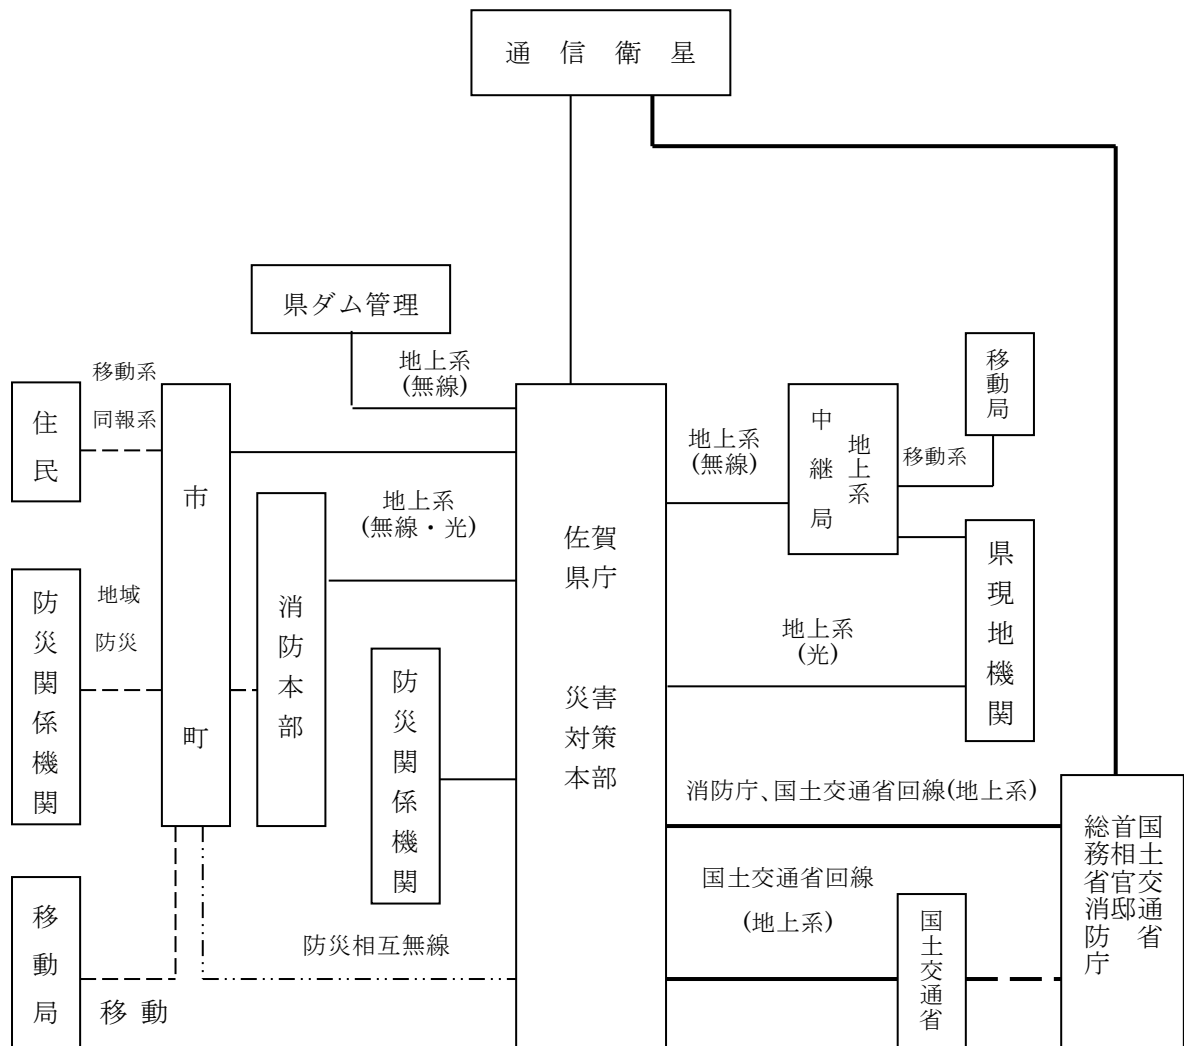 通信衛星
県ダム管理
地上系
(無線)
移動系
同報系
住民
市町
地上系
(無線・光)
地域
防災
防災関係機関
消防本部
防災関係機関
移動局
移動
防災相互無線
佐賀
県庁
災害
対策
本部
地上系
(無線)
地上系
中継局
移動系
移動局
地上系
(光)
県現地機関
消防庁、国土交通省回線(地上系)
国土交通省回線
(地上系)
国土交通省
国土交通省
首相官邸
総務省消防庁